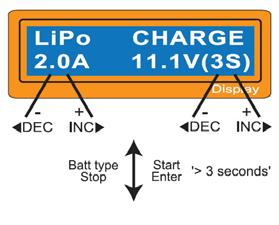 LiPo CHARGE
2.0A 11.1V(3S)
Display
- + - +
◄DEC INC► ◄DEC INC►
Batt type Start
Stop Enter '> 3 seconds'